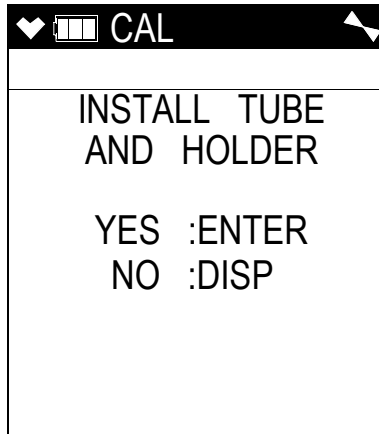 CAL
INSTALL TUBE
AND HOLDER
YES :ENTER
NO :DISP